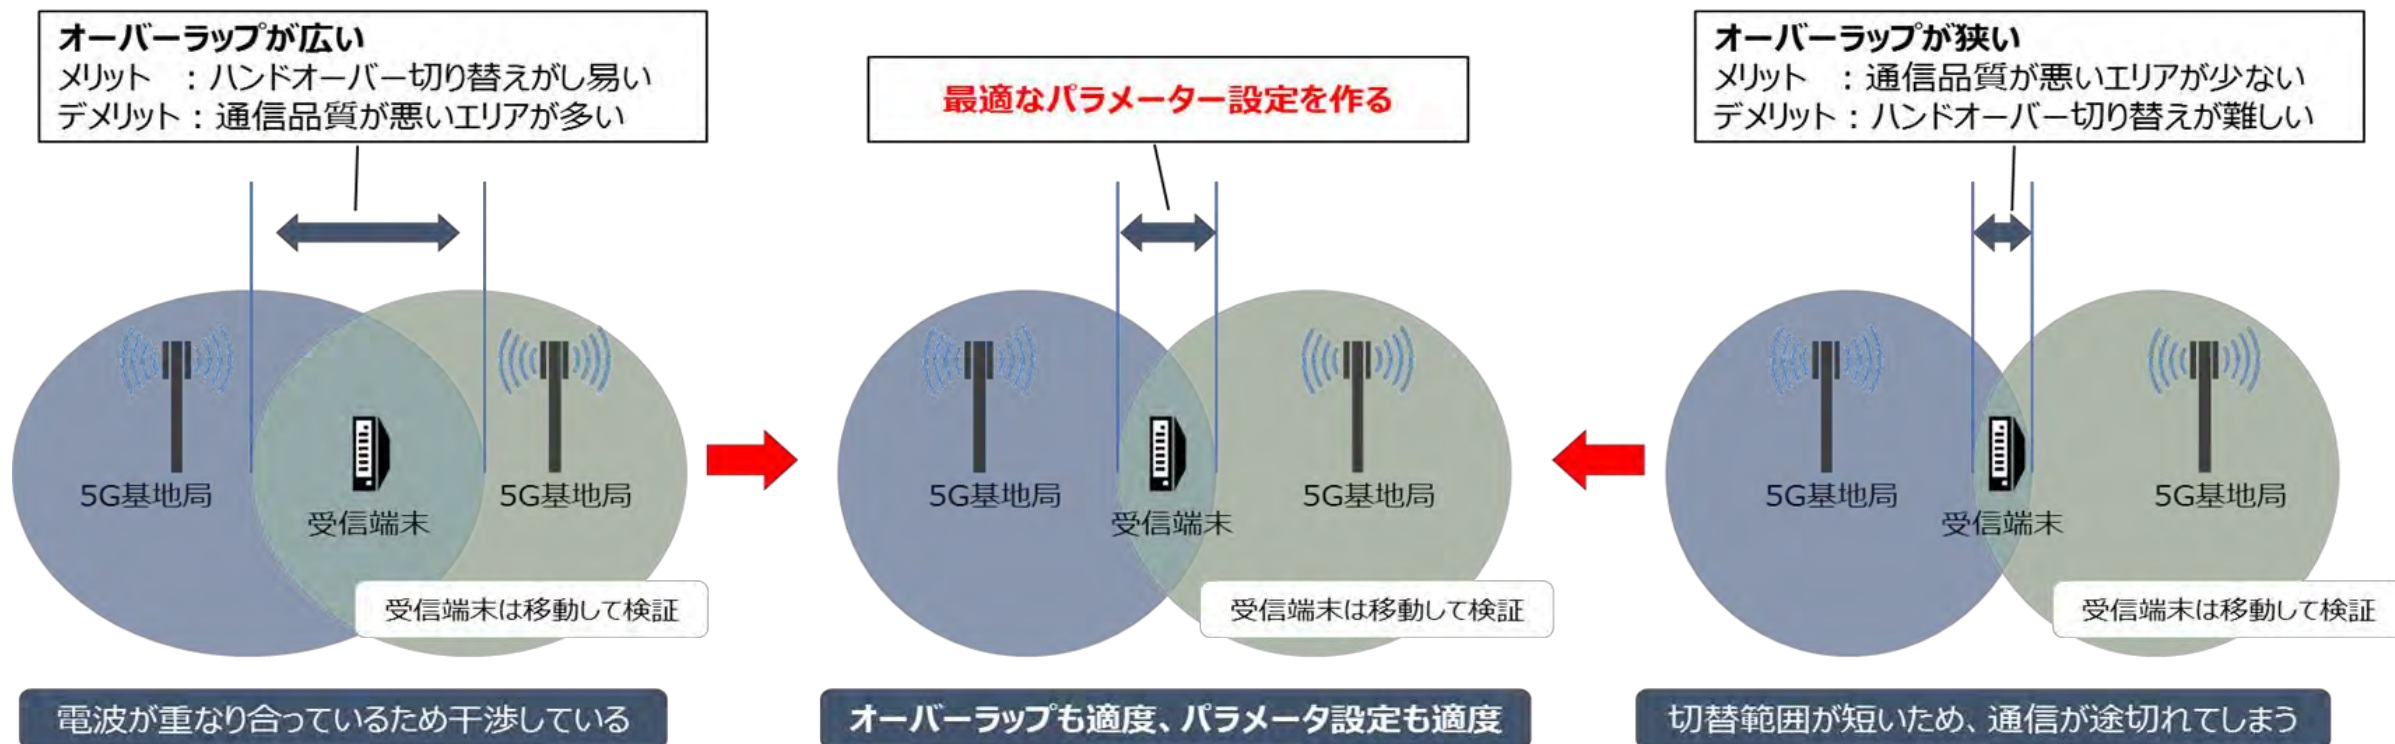 オーバーラップが広い
メリット　：ハンドオーバー切り替えがし易い
デメリット：通信品質が悪いエリアが多い
最適なパラメーター設定を作る
オーバーラップが狭い
メリット　：通信品質が悪いエリアが少ない
デメリット：ハンドオーバー切り替えが難しい
5G基地局
受信端末
5G基地局
受信端末は移動して検証
5G基地局
受信端末
5G基地局
受信端末は移動して検証
5G基地局
受信端末
5G基地局
受信端末は移動して検証
電波が重なり合っているため干渉している
オーバーラップも適度、パラメータ設定も適度
切替範囲が短いため、通信が途切れてしまう